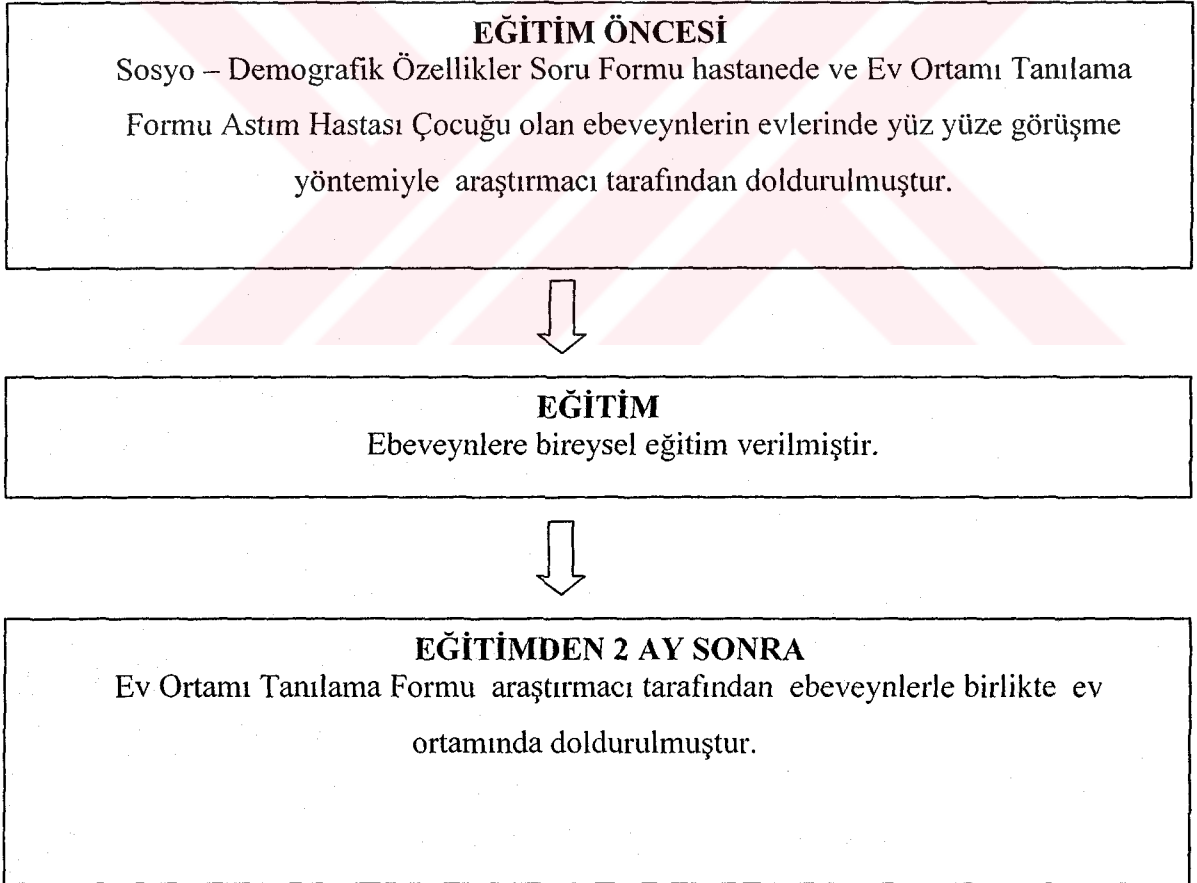 EĞİTİM ÖNCESİ
Sosyo – Demografik Özellikler Soru Formu hastanede ve Ev Ortamı Tanılama
Formu Astım Hastası Çocuğu olan ebeveynlerin evlerinde yüz yüze görüşme
yöntemiyle araştırmacı tarafından doldurulmuştur.
EĞİTİM
Ebeveynlere bireysel eğitim verilmiştir.
EĞİTİMDEN 2 AY SONRA
Ev Ortamı Tanılama Formu araştırmacı tarafından ebeveynlerle birlikte ev
ortamında doldurulmuştur.